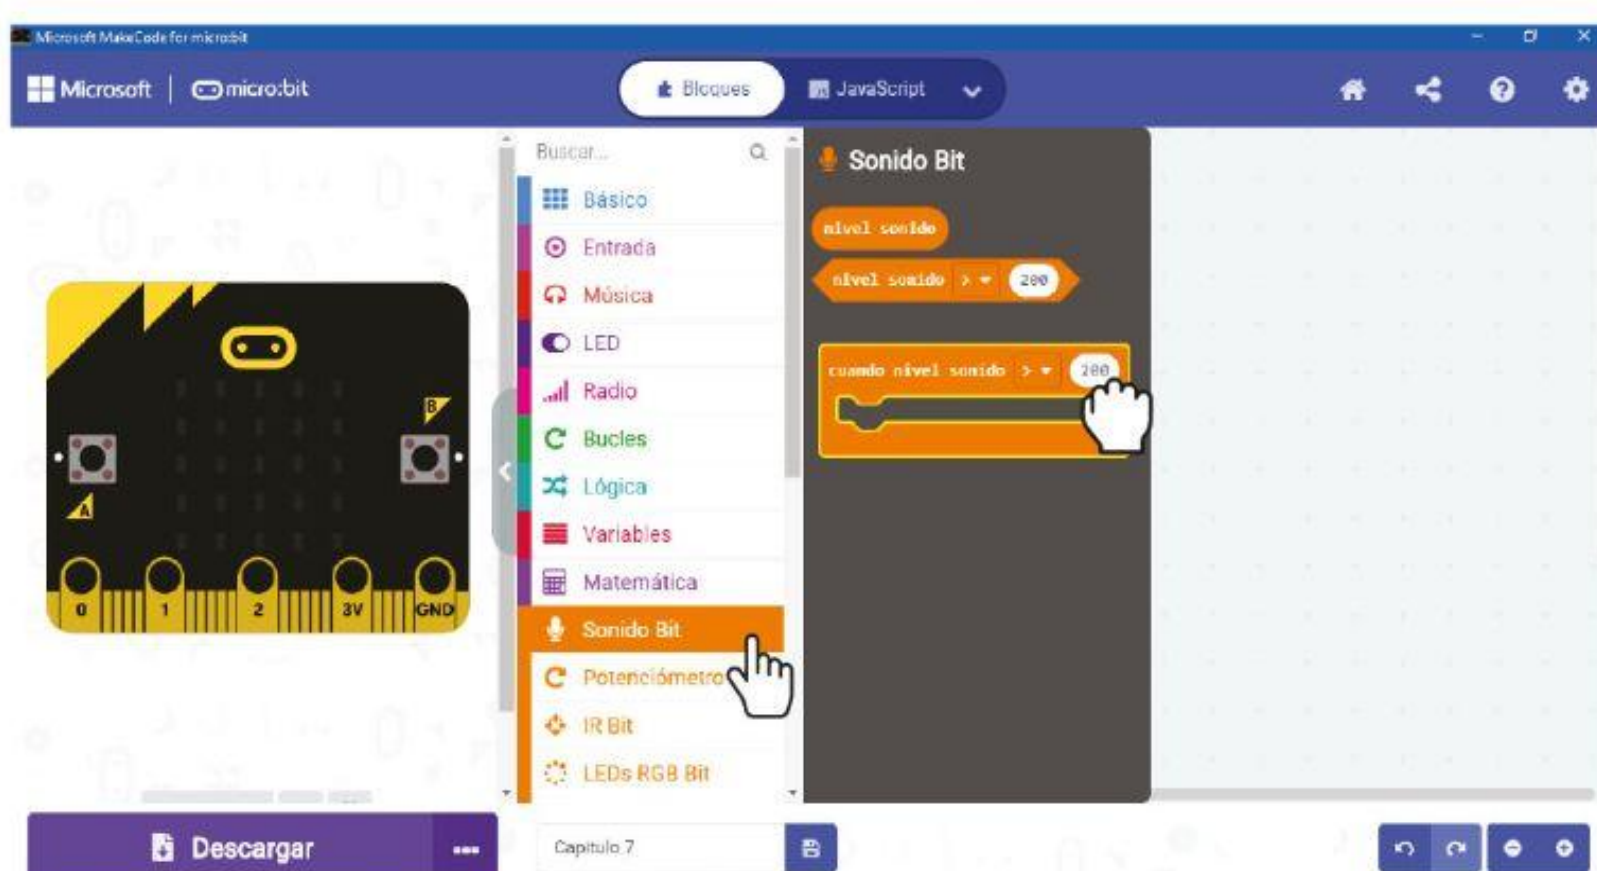 Microsoft MakeCode for micro:bit
Microsoft | micro:bit
Bloques
JavaScript
Buscar...
Básico
Entrada
Música
LED
Radio
Bucles
Lógica
Variables
Matemática
Sonido Bit
Potenciómetro
IR Bit
LEDs RGB Bit
Sonido Bit
nivel sonido
nivel sonido > 200
cuando nivel sonido > 200
B
A
0 1 2 3V GND
Descargar
Capitulo 7